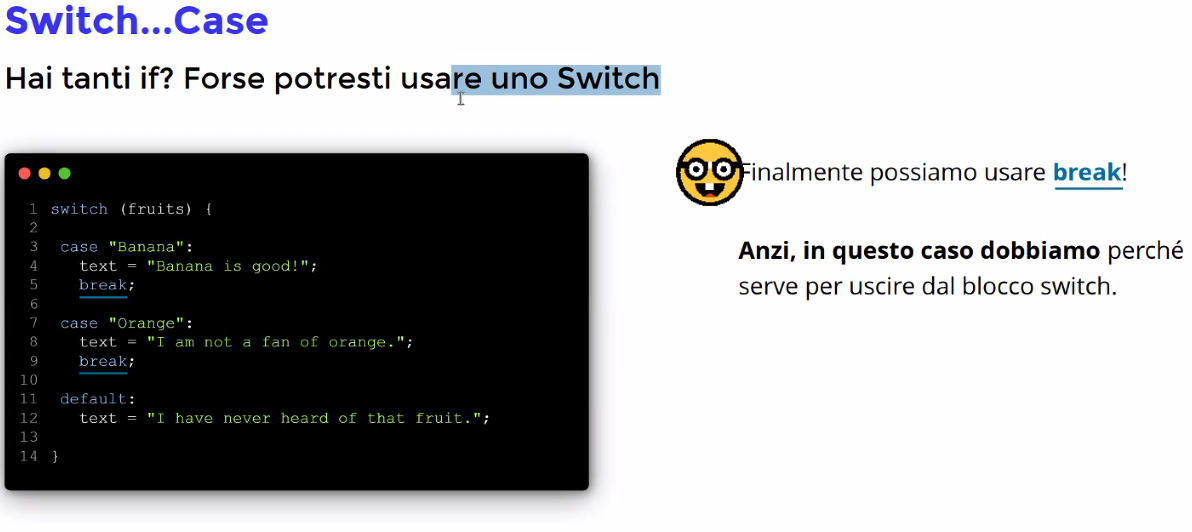 Switch...Case
Hai tanti if? Forse potresti usare uno Switch
1 switch (fruits) {
2
3 case "Banana":
4 text = "Banana is good!";
5 break;
6
7 case "Orange":
8 text = "I am not a fan of orange.";
9 break;
10
11 default:
12 text = "I have never heard of that fruit.";
13
14 }
Finalmente possiamo usare break!
Anzi, in questo caso dobbiamo perché
serve per uscire dal blocco switch.